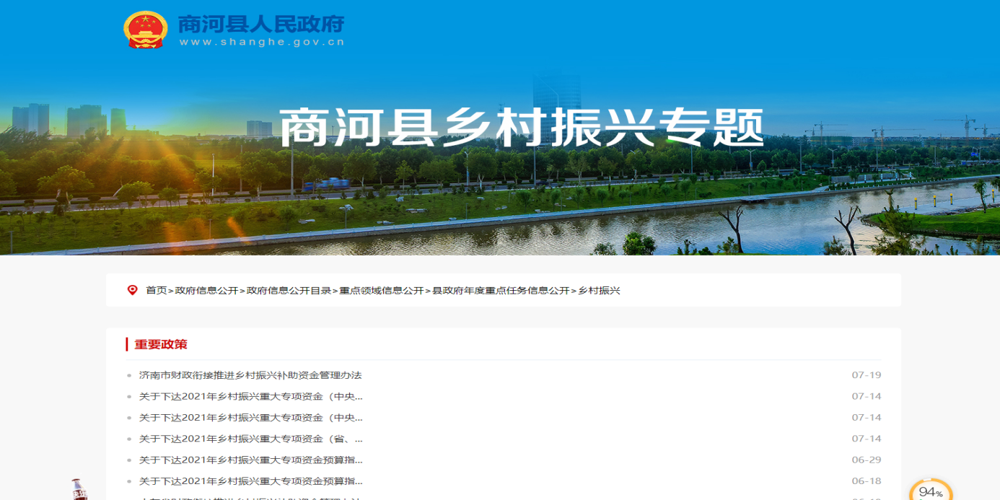 商河县人民政府
www.shanghe.gov.cn
商河县乡村振兴专题
首页>政府信息公开>政府信息公开目录>重点领域信息公开>县政府年度重点任务信息公开>乡村振兴
重要政策
济南市财政衔接推进乡村振兴补助资金管理办法 07-19
关于下达2021年乡村振兴重大专项资金（中央... 07-14
关于下达2021年乡村振兴重大专项资金（中央... 07-14
关于下达2021年乡村振兴重大专项资金（省、... 07-14
关于下达2021年乡村振兴重大专项资金预算指... 06-29
关于下达2021年乡村振兴重大专项资金预算指... 06-18
94%